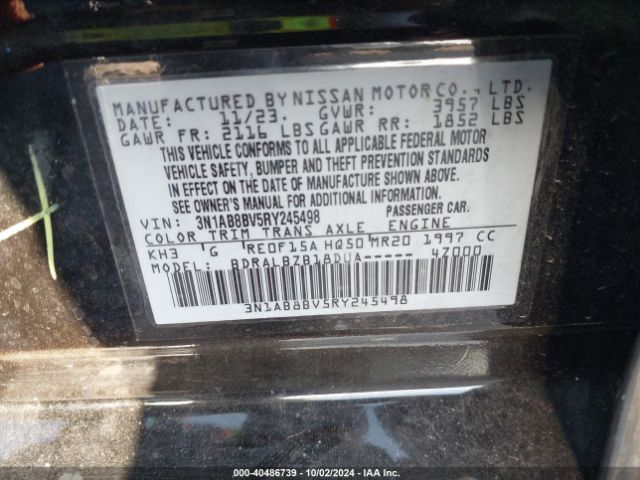 MANUFACTURED BY NISSAN MOTOR CO., LTD.
DATE: 11/23. GVWR: 3957 LBS
GAWR FR: 2116 LBS GAWR RR: 1852 LBS
THIS VEHICLE CONFORMS TO ALL APPLICABLE FEDERAL MOTOR
VEHICLE SAFETY, BUMPER AND THEFT PREVENTION STANDARDS
IN EFFECT ON THE DATE OF MANUFACTURE SHOWN ABOVE.
SEE OWNER'S MANUAL FOR ADDITIONAL INFORMATION.
VIN: 3N1AB8BV5RY245498 PASSENGER CAR.
COLOR TRIM TRANS AXLE ENGINE
KH3 'G RE0F15A HQ50 MR20 1997 CC
MODEL: BDRALBZB18DUA----- 4Z000
3N1AB8BV5RY245498
000-40486739 - 10/02/2024 - IAA Inc.